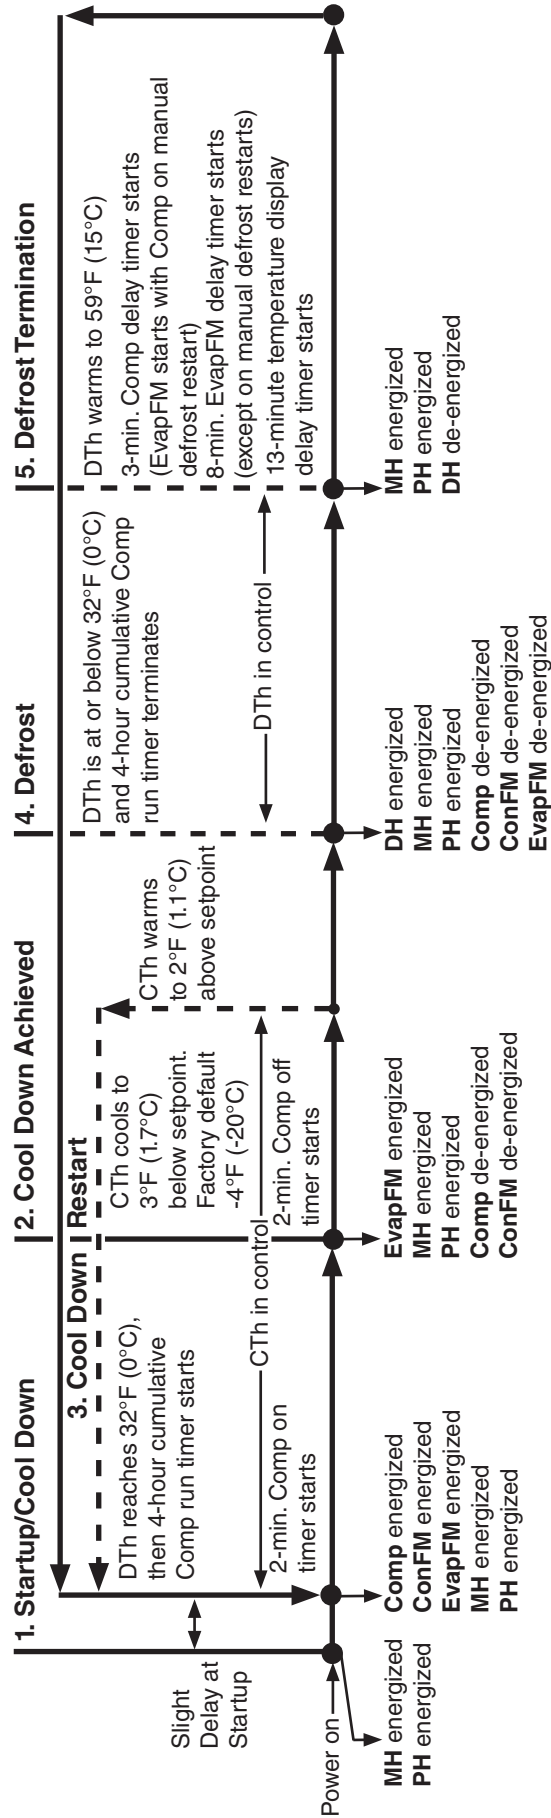 1. Startup/Cool Down
2. Cool Down Achieved
4. Defrost
5. Defrost Termination
3. Cool Down Restart
Slight
Delay at
Startup
Power on
MH energized
PH energized
DTh reaches 32°F (0°C),
then 4-hour cumulative
Comp run timer starts
CTh in control
2-min. Comp on
timer starts
Comp energized
ConFM energized
EvapFM energized
MH energized
PH energized
CTh cools to
3°F (1.7°C)
below setpoint.
Factory default
-4°F (-20°C)
2-min. Comp off
timer starts
EvapFM energized
MH energized
PH energized
Comp de-energized
ConFM de-energized
CTh warms
to 2°F (1.1°C)
above setpoint
DTh is at or below 32°F (0°C)
and 4-hour cumulative Comp
run timer terminates
DTh in control
DH energized
MH energized
PH energized
Comp de-energized
ConFM de-energized
EvapFM de-energized
DTh warms to 59°F (15°C)
3-min. Comp delay timer starts
(EvapFM starts with Comp on manual
defrost restart)
8-min. EvapFM delay timer starts
(except on manual defrost restarts)
13-minute temperature display
delay timer starts
MH energized
PH energized
DH de-energized